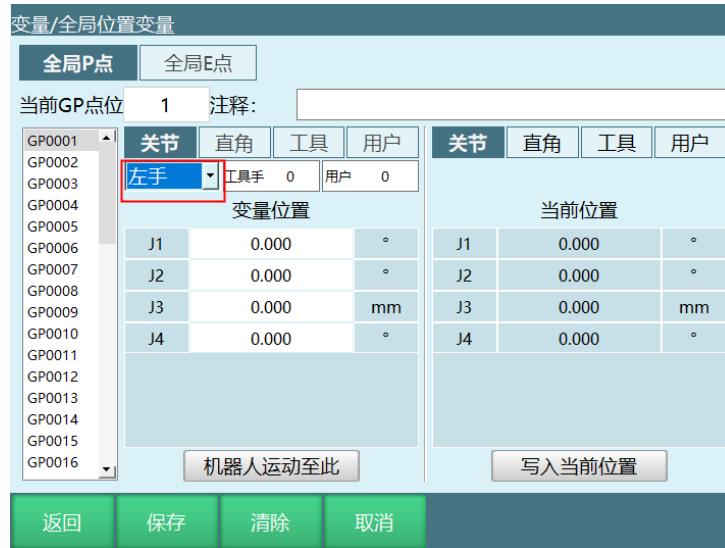 变量/全局位置变量
全局P点 全局E点
当前GP点位 1 注释:
GP0001
GP0002
GP0003
GP0004
GP0005
GP0006
GP0007
GP0008
GP0009
GP0010
GP0011
GP0012
GP0013
GP0014
GP0015
GP0016
关节 直角 工具 用户
左手 工具手 0 用户 0
变量位置
J1 0.000 °
J2 0.000 °
J3 0.000 mm
J4 0.000 °
机器人运动至此
关节 直角 工具 用户
当前位置
J1 0.000 °
J2 0.000 °
J3 0.000 mm
J4 0.000 °
写入当前位置
返回 保存 清除 取消